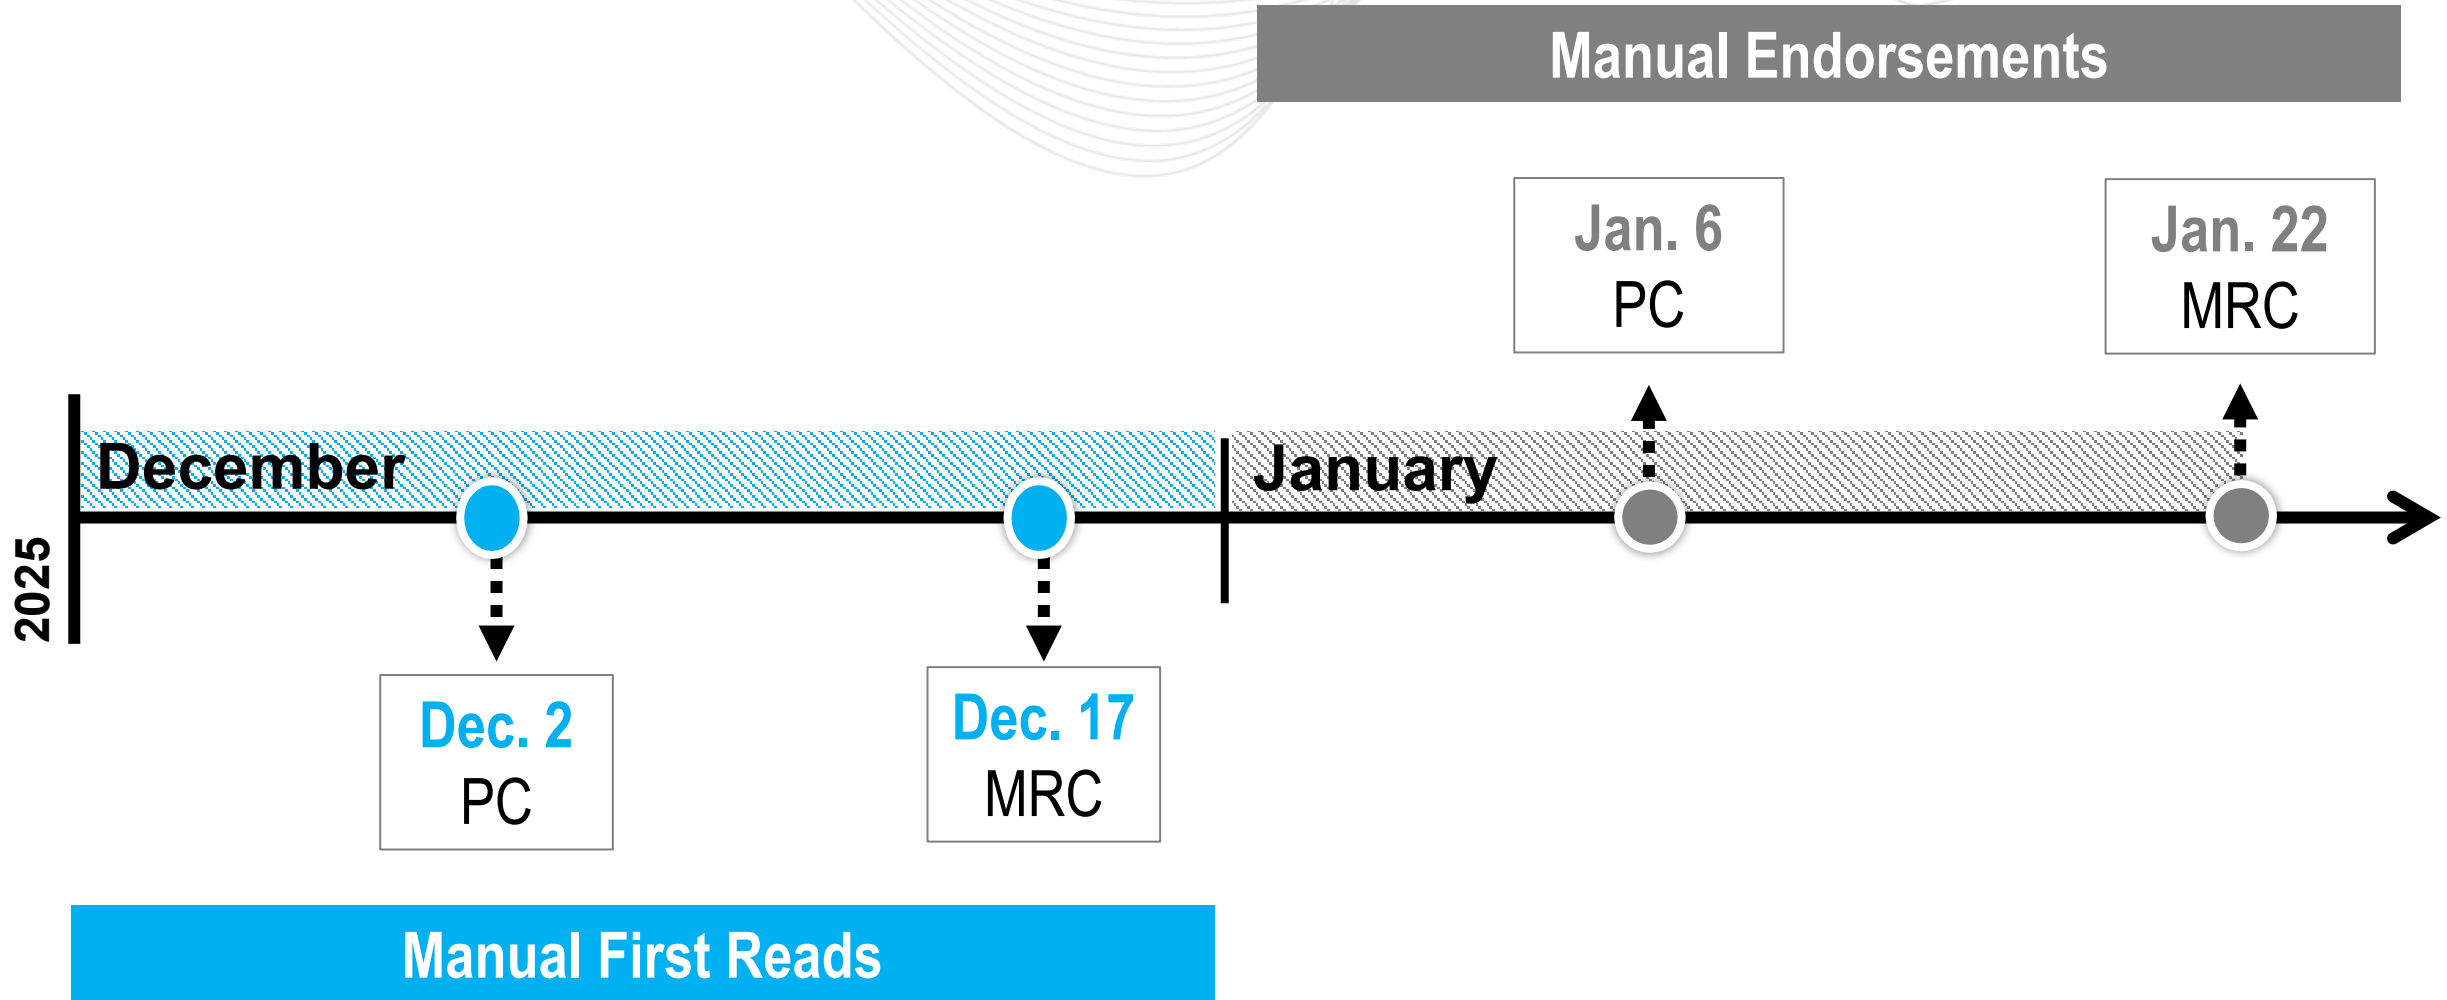 Manual Endorsements
Jan. 6
PC
Jan. 22
MRC
December
January
2025
Dec. 2
PC
Dec. 17
MRC
Manual First Reads